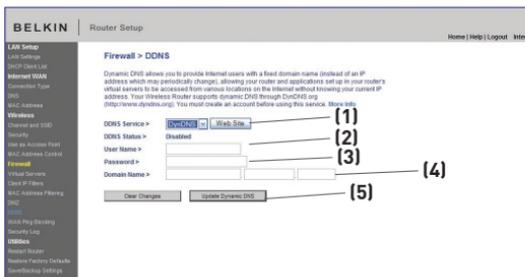 BELKIN
Router Setup
Home | Help | Logout
LAN Setup
LAN Settings
DHCP Client List
Internet WAN
Connection Type
DNS
MAC Address
Wireless
Channel and SSID
Security
Use as Access Point
MAC Address Control
Firewall
Virtual Servers
Client IP Filters
MAC Address Filtering
DMZ
DDNS
WAN Ping Blocking
Security Log
Utilities
Restart Router
Restore Factory Defaults
Save/Backup Settings
Firewall > DDNS
Dynamic DNS allows you to provide Internet users with a fixed domain name (instead of an IP
address which may periodically change), allowing your router and applications set up in your router's
virtual servers to be accessed from various locations on the Internet without knowing your current IP
address. Your Wireless Router supports dynamic DNS through DynDNS org
(http://www.dyndns.org). You must create an account before using this service. More Info
DDNS Service > DynDNS Web Site (1)
DDNS Status > Disabled
User Name > (2)
Password > (3)
Domain Name > . . (4)
Clear Changes Update Dynamic DNS (5)